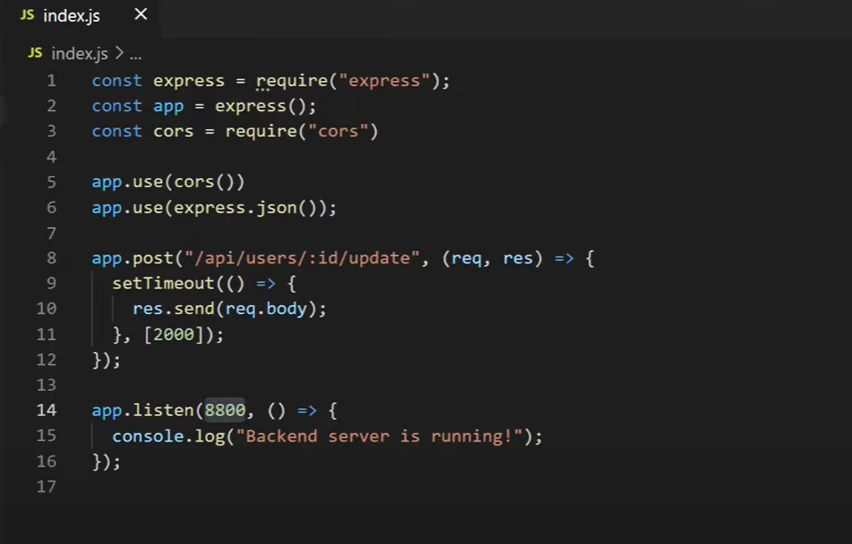 JS index.js ×
JS index.js > ...
1 const express = require("express");
2 const app = express();
3 const cors = require("cors")
4
5 app.use(cors())
6 app.use(express.json());
7
8 app.post("/api/users/:id/update", (req, res) => {
9   setTimeout(() => {
10     res.send(req.body);
11   }, [2000]);
12 });
13
14 app.listen(8800, () => {
15   console.log("Backend server is running!");
16 });
17